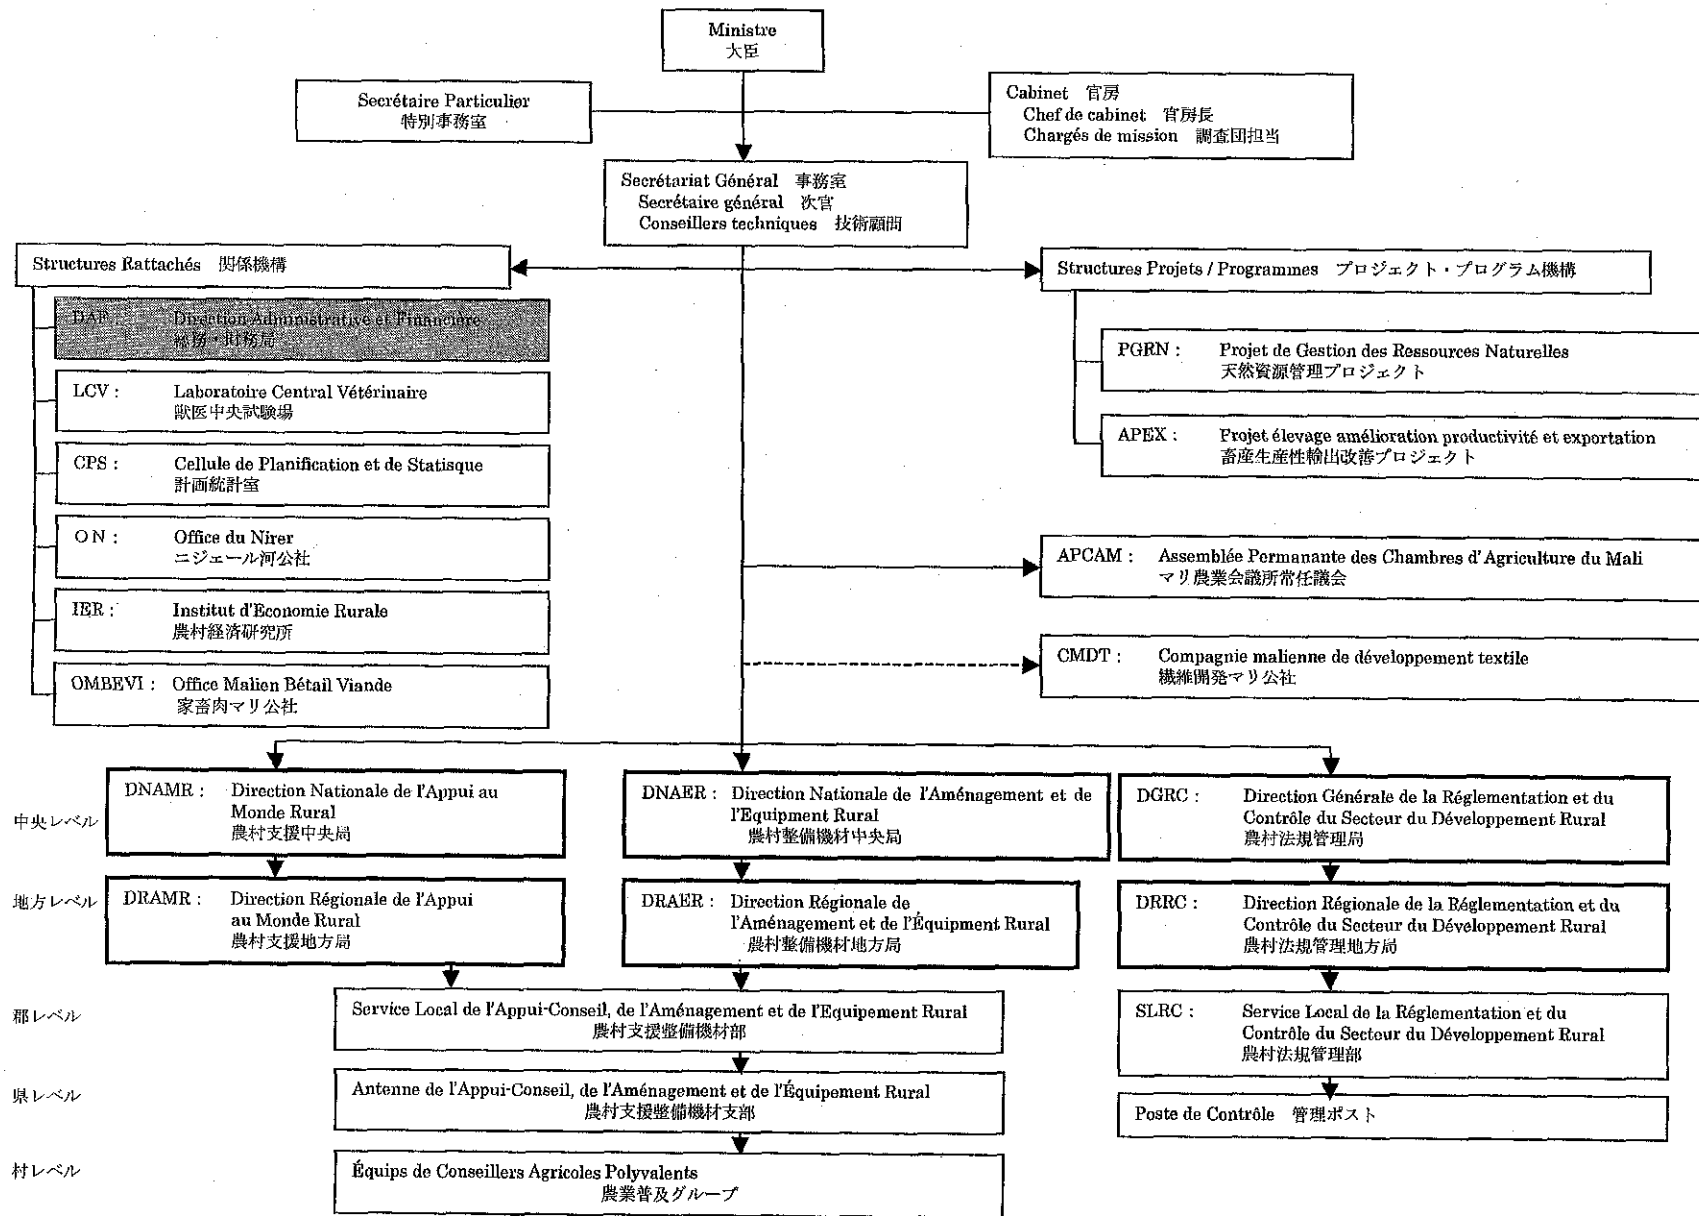 Ministre
大臣
Secrétaire Particulier
特別事務室
Cabinet 官房
Chef de cabinet 官房長
Chargés de mission 調査団担当
Secrétariat Général 事務室
Secrétaire général 次官
Conseillers techniques 技術顧問
Structures Rattachés 関係機構
DAF : Direction Administrative et Financière
総務・財務局
LCV : Laboratoire Central Vétérinaire
獣医中央試験場
CPS : Cellule de Planification et de Statisque
計画統計室
ON : Office du Nirer
ニジェール河公社
IER : Institut d'Economie Rurale
農村経済研究所
OMBEVI : Office Malien Bétail Viande
家畜肉マリ公社
Structures Projets / Programmes プロジェクト・プログラム機構
PGRN : Projet de Gestion des Ressources Naturelles
天然資源管理プロジェクト
APEX : Projet élevage amélioration productivité et exportation
畜産生産性輸出改善プロジェクト
APCAM : Assemblée Permanante des Chambres d'Agriculture du Mali
マリ農業会議所常任議会
CMDT : Compagnie malienne de développement textile
繊維開発マリ公社
中央レベル
DNAMR : Direction Nationale de l'Appui au
Monde Rural
農村支援中央局
DNAER : Direction Nationale de l'Aménagement et de
l'Equipment Rural
農村整備機材中央局
DGRC : Direction Générale de la Réglementation et du
Contrôle du Secteur du Développement Rural
農村法規管理局
地方レベル
DRAMR : Direction Régionale de l'Appui
au Monde Rural
農村支援地方局
DRAER : Direction Régionale de
l'Aménagement et de l'Équipment Rural
農村整備機材地方局
DRRC : Direction Régionale de la Réglementation et du
Contrôle du Secteur du Développement Rural
農村法規管理地方局
郡レベル
Service Local de l'Appui-Conseil, de l'Aménagement et de l'Equipement Rural
農村支援整備機材部
SLRC : Service Local de la Réglementation et du
Contrôle du Secteur du Développement Rural
農村法規管理部
県レベル
Antenne de l'Appui-Conseil, de l'Aménagement et de l'Équipement Rural
農村支援整備機材支部
Poste de Contrôle 管理ポスト
村レベル
Équips de Conseillers Agricoles Polyvalents
農業普及グループ